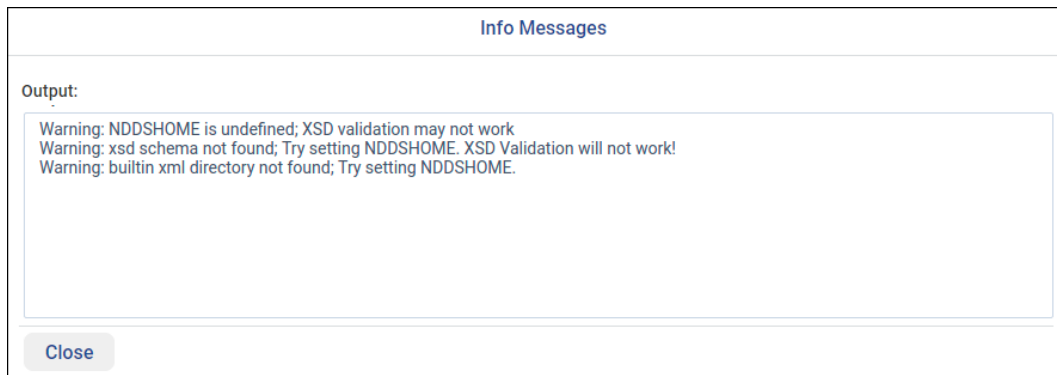 Info Messages
Output:
Warning: NDDSHOME is undefined; XSD validation may not work
Warning: xsd schema not found; Try setting NDDSHOME. XSD Validation will not work!
Warning: builtin xml directory not found; Try setting NDDSHOME.
Close